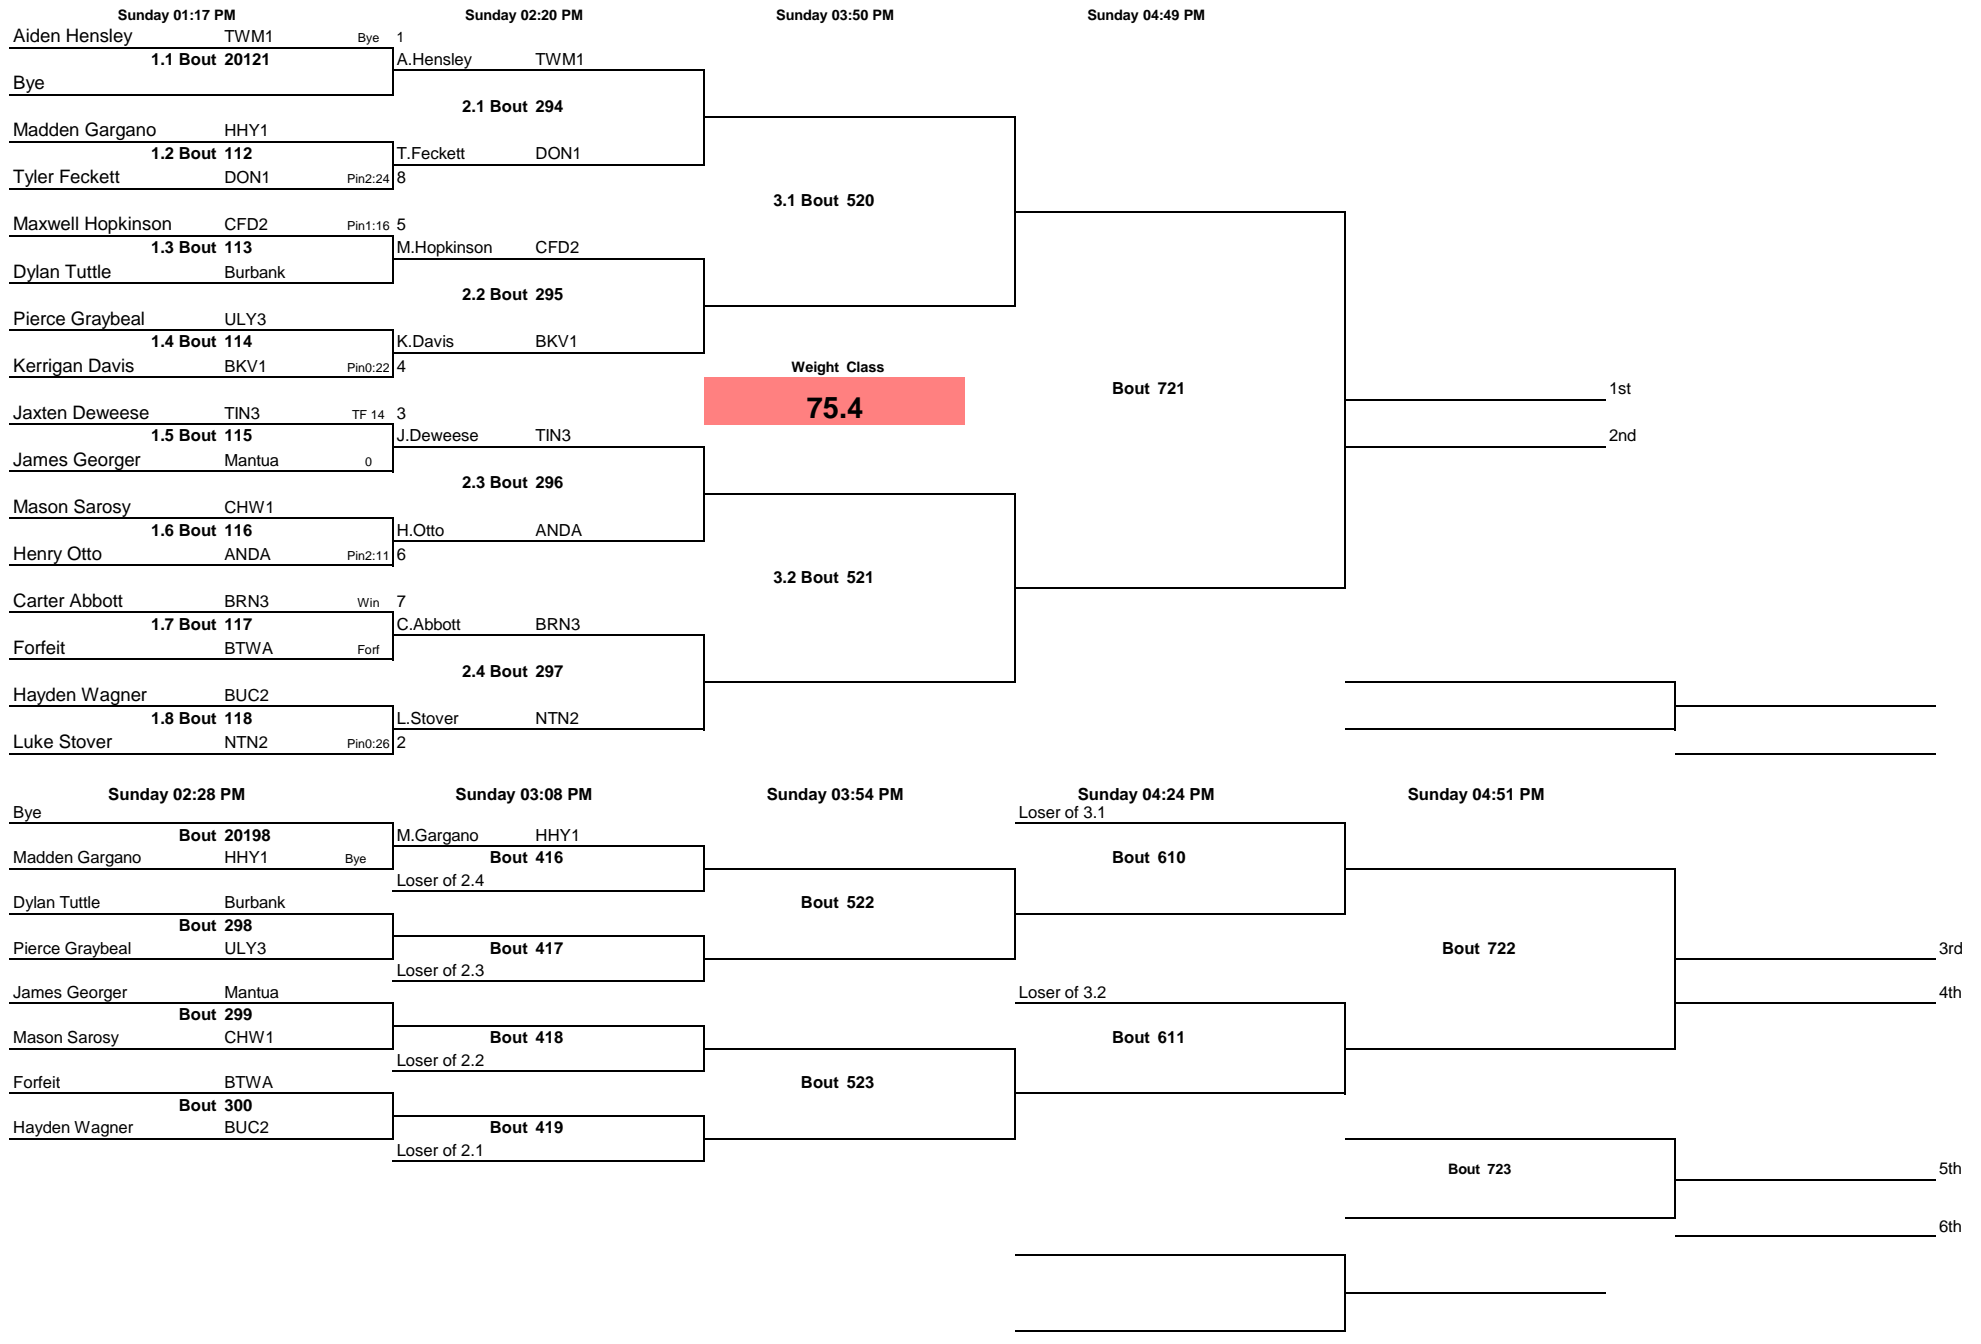 Sunday 01:17 PM Sunday 02:20 PM Sunday 03:50 PM Sunday 04:49 PM
Aiden Hensley TWM1 Bye 1
1.1 Bout 20121 A.Hensley TWM1
Bye
2.1 Bout 294
Madden Gargano HHY1
1.2 Bout 112 T.Feckett DON1
Tyler Feckett DON1 Pin2:24 8
3.1 Bout 520
Maxwell Hopkinson CFD2 Pin1:16 5
1.3 Bout 113 M.Hopkinson CFD2
Dylan Tuttle Burbank
2.2 Bout 295
Pierce Graybeal ULY3
1.4 Bout 114 K.Davis BKV1
Kerrigan Davis BKV1 Pin0:22 4 Weight Class
Bout 721 1st
75.4
Jaxten Deweese TIN3 TF 14 3
1.5 Bout 115 J.Deweese TIN3 2nd
James Georger Mantua 0
2.3 Bout 296
Mason Sarosy CHW1
1.6 Bout 116 H.Otto ANDA
Henry Otto ANDA Pin2:11 6
3.2 Bout 521
Carter Abbott BRN3 Win 7
1.7 Bout 117 C.Abbott BRN3
Forfeit BTWA Forf
2.4 Bout 297
Hayden Wagner BUC2
1.8 Bout 118 L.Stover NTN2
Luke Stover NTN2 Pin0:26 2
Sunday 02:28 PM Sunday 03:08 PM Sunday 03:54 PM Sunday 04:24 PM Sunday 04:51 PM
Bye Loser of 3.1
Bout 20198 M.Gargano HHY1
Madden Gargano HHY1 Bye Bout 416 Bout 610
Loser of 2.4
Dylan Tuttle Burbank Bout 522
Bout 298
Pierce Graybeal ULY3 Bout 417 Bout 722 3rd
Loser of 2.3
James Georger Mantua Loser of 3.2 4th
Bout 299
Mason Sarosy CHW1 Bout 418 Bout 611
Loser of 2.2
Forfeit BTWA Bout 523
Bout 300
Hayden Wagner BUC2 Bout 419
Loser of 2.1
Bout 723 5th
6th